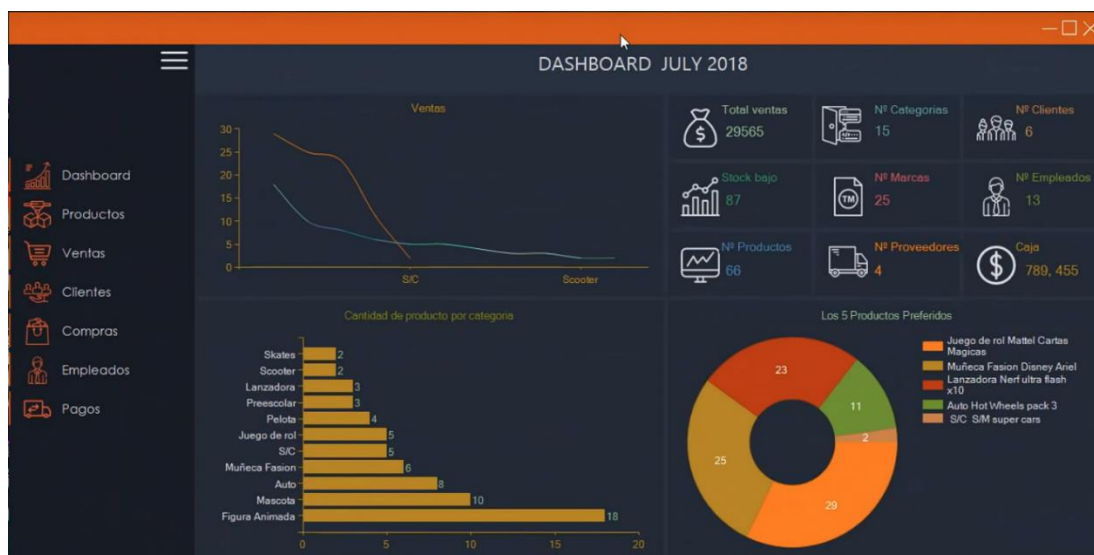 DASHBOARD JULY 2018
Dashboard
Productos
Ventas
Clientes
Compras
Empleados
Pagos
Ventas
30
25
20
15
10
5
0
S/C
Scooter
Total ventas
29565
Nº Categorias
15
Nº Clientes
6
Stock bajo
87
Nº Marcas
25
TM
Nº Empleados
13
Nº Productos
66
Nº Proveedores
4
Caja
789, 455
Cantidad de producto por categoria
Skates 2
Scooter 2
Lanzadora 3
Preescolar 3
Pelota 4
Juego de rol 5
S/C 5
Muñeca Fasion 6
Auto 8
Mascota 10
Figura Animada 18
0 5 10 15 20
Los 5 Productos Preferidos
23
11
2
25
29
Juego de rol Mattel Cartas
Magicas
Muñeca Fasion Disney Ariel
Lanzadora Nerf ultra flash
x10
Auto Hot Wheels pack 3
S/C S/M super cars